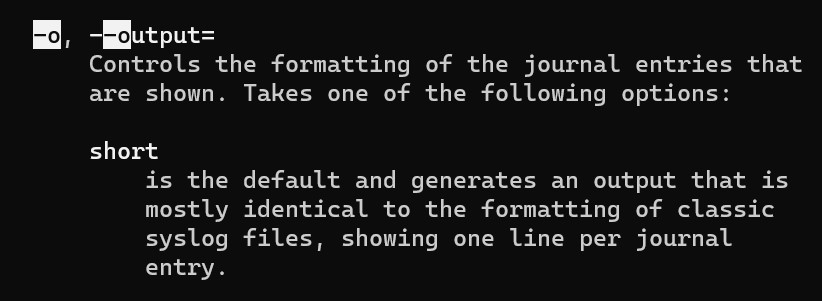 -o, --output=
Controls the formatting of the journal entries that
are shown. Takes one of the following options:
short
is the default and generates an output that is
mostly identical to the formatting of classic
syslog files, showing one line per journal
entry.